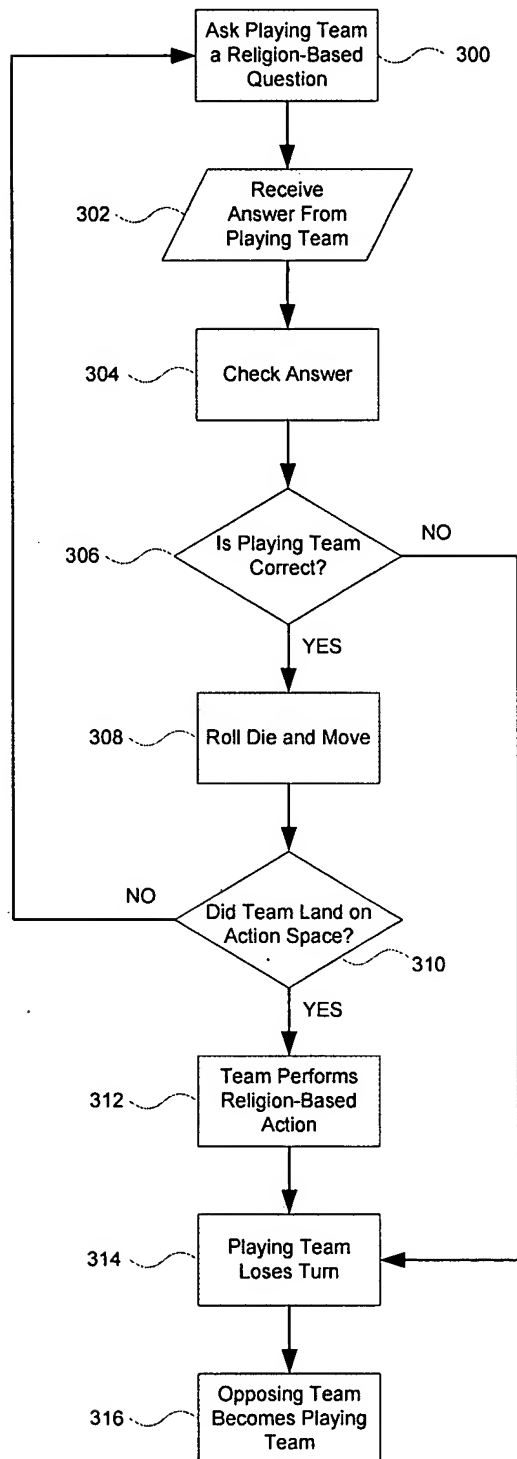 Ask Playing Team
a Religion-Based
Question
300
302
Receive
Answer From
Playing Team
304
Check Answer
306
Is Playing Team
Correct?
NO
YES
308
Roll Die and Move
NO
Did Team Land on
Action Space?
310
YES
312
Team Performs
Religion-Based
Action
314
Playing Team
Loses Turn
316
Opposing Team
Becomes Playing
Team